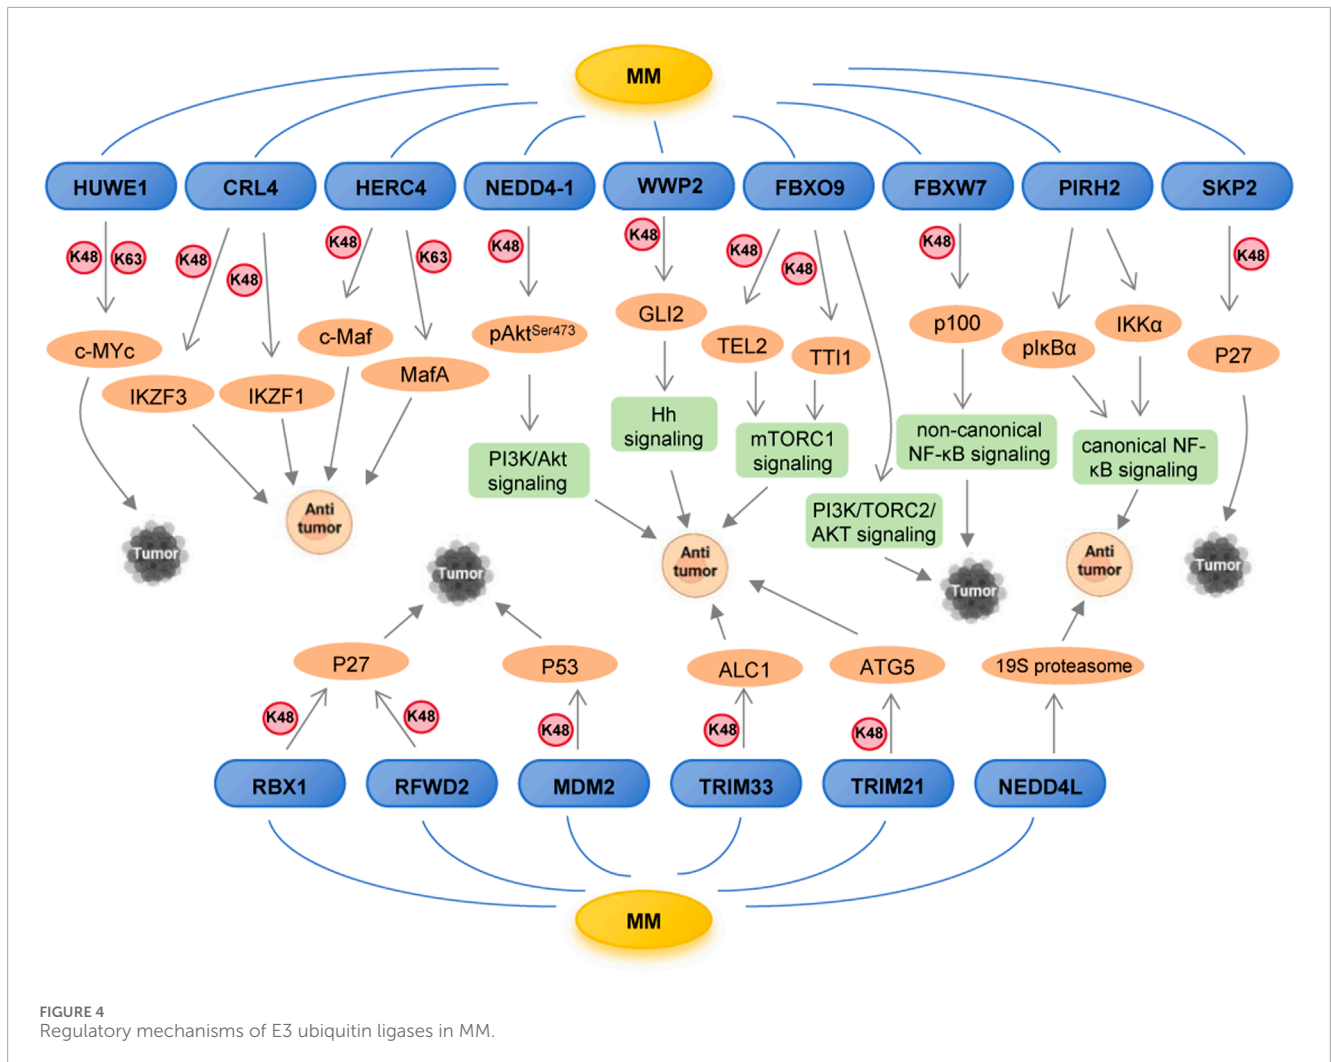 MM
HUWE1
CRL4
HERC4
NEDD4-1
WWP2
FBXO9
FBXW7
PIRH2
SKP2
K48
K63
K48
K48
K48
K63
K48
K48
K48
K48
K48
K48
c-MYc
IKZF3
IKZF1
c-Maf
MafA
pAktSer473
GLI2
TEL2
TTI1
p100
pIκBα
IKKα
P27
PI3K/Akt
signaling
Hh
signaling
mTORC1
signaling
PI3K/TORC2/
AKT signaling
non-canonical
NF-κB signaling
canonical NF-
κB signaling
Tumor
Anti
tumor
Tumor
Anti
tumor
Tumor
Anti
tumor
Tumor
P27
P53
ALC1
ATG5
19S proteasome
K48
K48
K48
K48
K48
RBX1
RFWD2
MDM2
TRIM33
TRIM21
NEDD4L
MM
FIGURE 4
Regulatory mechanisms of E3 ubiquitin ligases in MM.